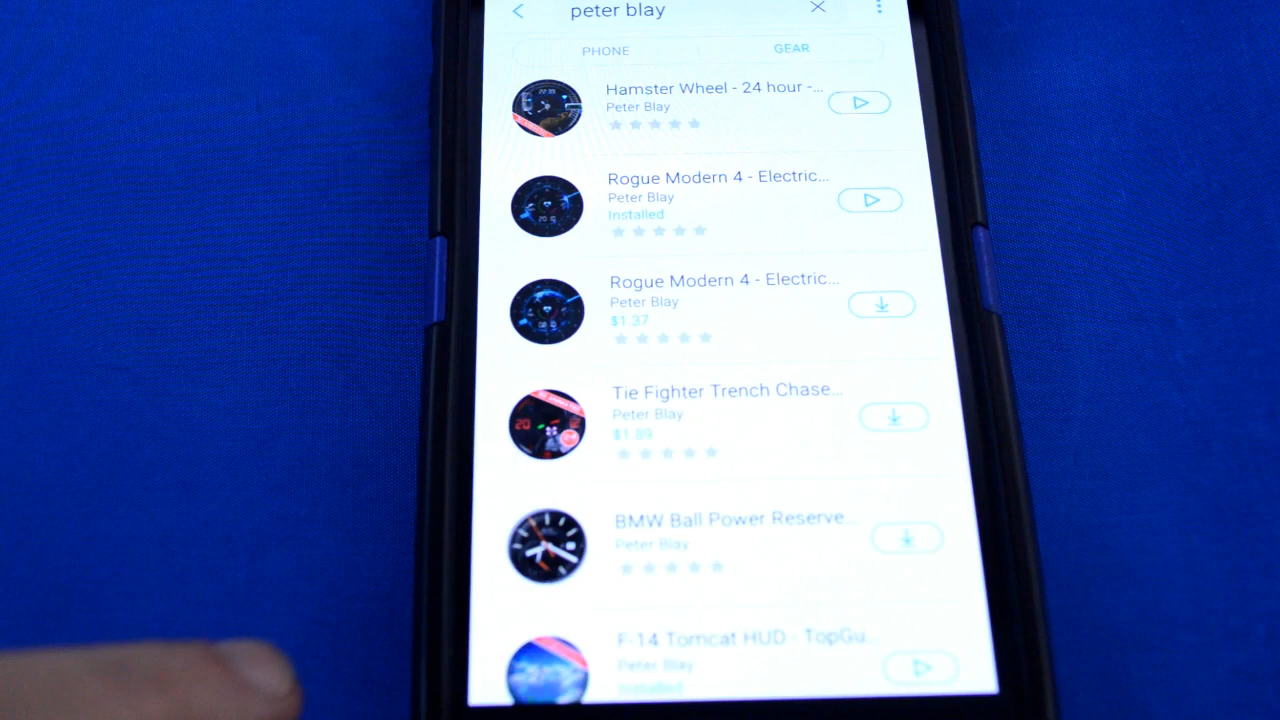 peter blay
PHONE
GEAR
Hamster Wheel - 24 hour -...
Peter Blay
Rogue Modern 4 - Electric...
Peter Blay
Installed
Rogue Modern 4 - Electric...
Peter Blay
$1.37
Tie Fighter Trench Chase...
Peter Blay
$1.89
20
BMW Ball Power Reserve...
Peter Blay
F-14 Tomcat HUD - TopGu...
Peter Blay
Installed